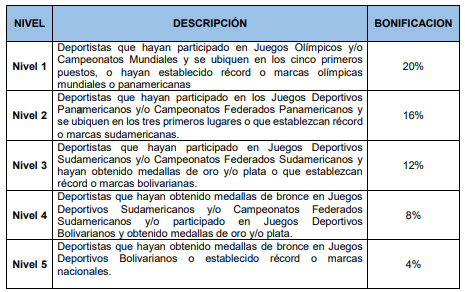 NIVEL DESCRIPCIÓN BONIFICACION
Deportistas que hayan participado en Juegos Olímpicos y/o
Campeonatos Mundiales y se ubiquen en los cinco primeros
Nivel 1 puestos, o hayan establecido récord o marcas olímpicas 20%
mundiales o panamericanas
Deportistas que hayan participado en los Juegos Deportivos
Panamericanos y/o Campeonatos Federados Panamericanos y
Nivel 2 se ubiquen en los tres primeros lugares o que establezcan récord 16%
o marcas sudamericanas.
Deportistas que hayan participado en Juegos Deportivos
Sudamericanos y/o Campeonatos Federados Sudamericanos y
Nivel 3 hayan obtenido medallas de oro y/o plata o que establezcan 12%
récord o marcas bolivarianas.
Deportistas que hayan obtenido medallas de bronce en Juegos
Deportivos Sudamericanos y/o Campeonatos Federados
Nivel 4 Sudamericanos y/o participado en Juegos Deportivos 8%
Bolivarianos y obtenido medallas de oro y/o plata.
Deportistas que hayan obtenido medallas de bronce en Juegos
Nivel 5 Deportivos Bolivarianos o establecido récord o marcas 4%
nacionales.